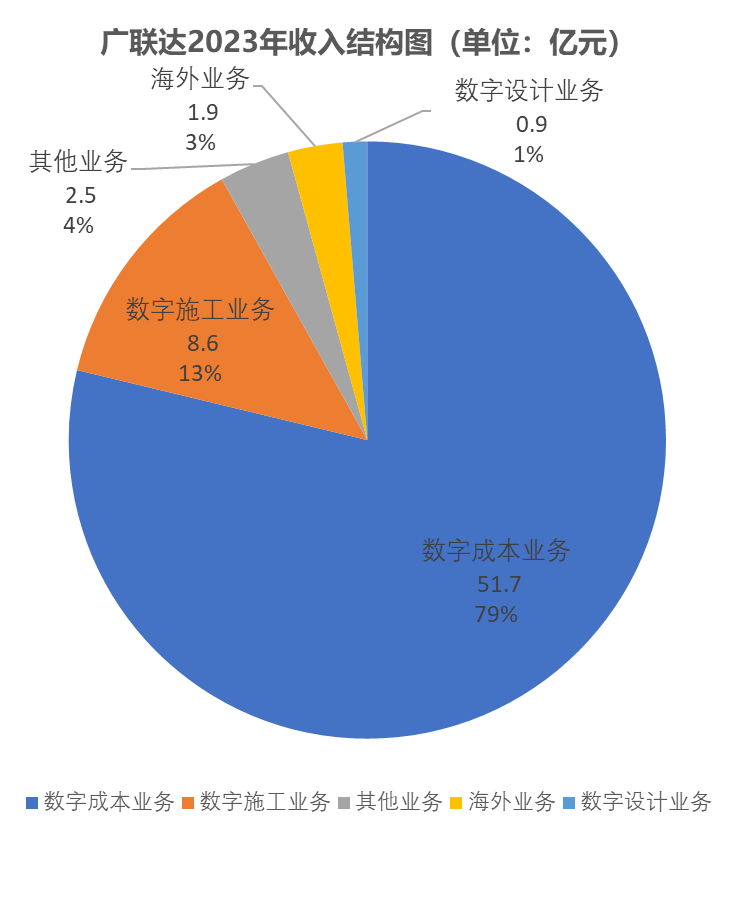 广联达2023年收入结构图（单位：亿元）
海外业务
1.9
3%
数字设计业务
0.9
1%
其他业务
2.5
4%
数字施工业务
8.6
13%
数字成本业务
51.7
79%
数字成本业务 数字施工业务 其他业务 海外业务 数字设计业务